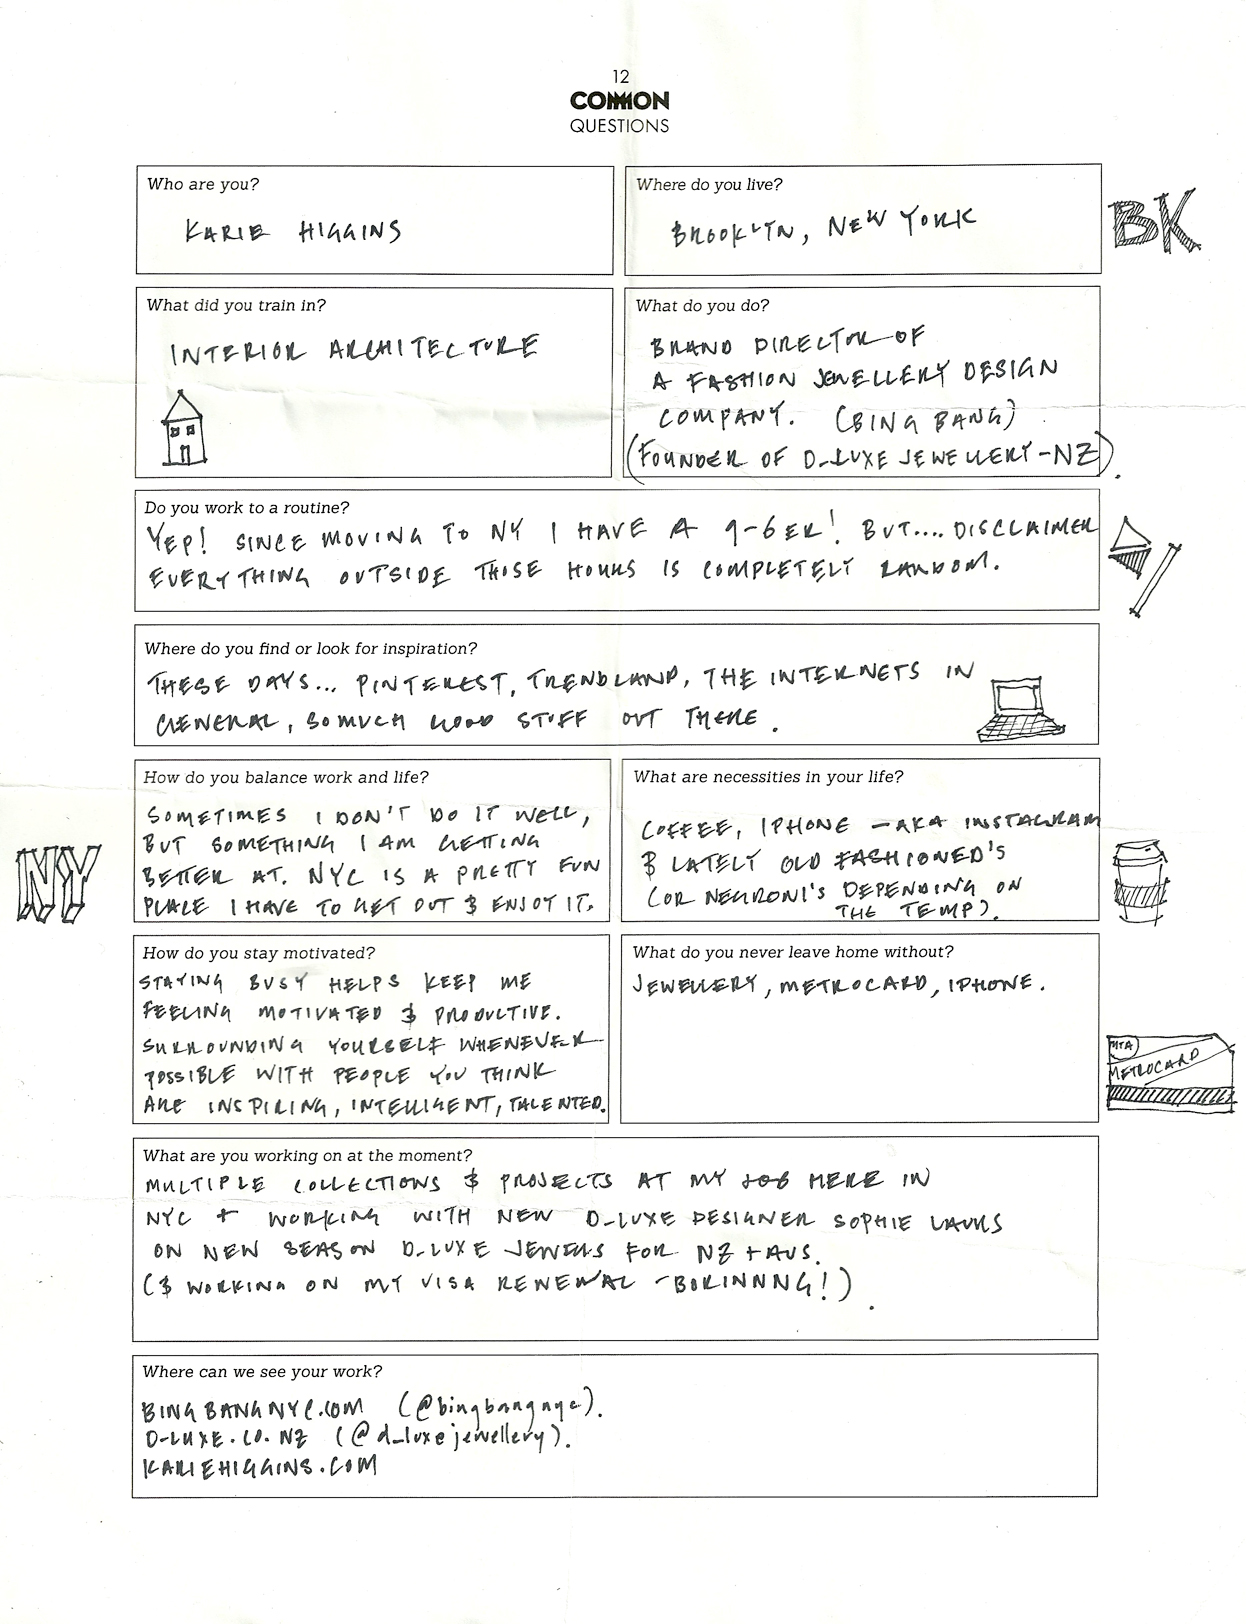 12
COMMON
QUESTIONS
Who are you?
KARIE HIGGINS
Where do you live?
BROOKLYN, NEW YORK
BK
What did you train in?
INTERIOR ARCHITECTURE
What do you do?
BRAND DIRECTOR OF
A FASHION JEWELLERY DESIGN
COMPANY. (BING BANG)
(FOUNDER OF D-LUXE JEWELLERY-NZ).
Do you work to a routine?
YEP! SINCE MOVING TO NY I HAVE A 9-6ER! BUT.... DISCLAIMER
EVERYTHING OUTSIDE THOSE HOURS IS COMPLETELY RANDOM.
Where do you find or look for inspiration?
THESE DAYS... PINTEREST, TRENDLAND, THE INTERNETS IN
GENERAL, SO MUCH GOOD STUFF OUT THERE.
How do you balance work and life?
SOMETIMES I DON'T DO IT WELL,
BUT SOMETHING I AM GETTING
BETTER AT. NYC IS A PRETTY FUN
PLACE I HAVE TO GET OUT & ENJOY IT.
NY
What are necessities in your life?
COFFEE, IPHONE - AKA INSTAGRAM
& LATELY OLD FASHIONED'S
(OR NEGRONI'S DEPENDING ON
THE TEMP).
How do you stay motivated?
STAYING BUSY HELPS KEEP ME
FEELING MOTIVATED & PRODUCTIVE.
SURROUNDING YOURSELF WHENEVER
POSSIBLE WITH PEOPLE YOU THINK
ARE INSPIRING, INTELLIGENT, TALENTED.
What do you never leave home without?
JEWELLERY, METROCARD, IPHONE.
MTA
METROCARD
What are you working on at the moment?
MULTIPLE COLLECTIONS & PROJECTS AT MY JOB HERE IN
NYC + WORKING WITH NEW D-LUXE DESIGNER SOPHIE
ON NEW SEASON D-LUXE JEWELS FOR NZ + AUS.
(& WORKING ON MY VISA RENEWAL - BORINNNG!).
Where can we see your work?
BINGBANGNYC.COM (@bingbangnyc).
D-LUXE.CO.NZ (@d_luxejewellery).
KARIEHIGGINS.COM